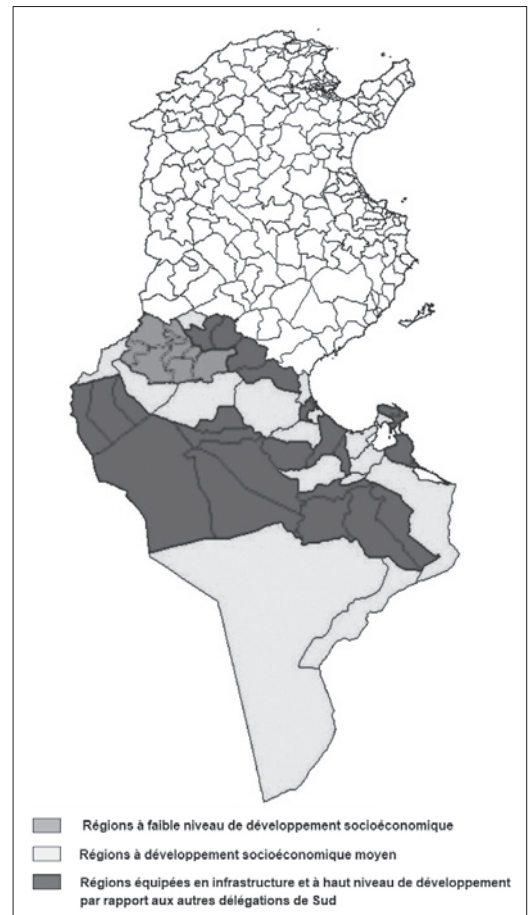 Régions à faible niveau de développement socioéconomique
Régions à développement socioéconomique moyen
Régions équipées en infrastructure et à haut niveau de développement
par rapport aux autres délégations de Sud